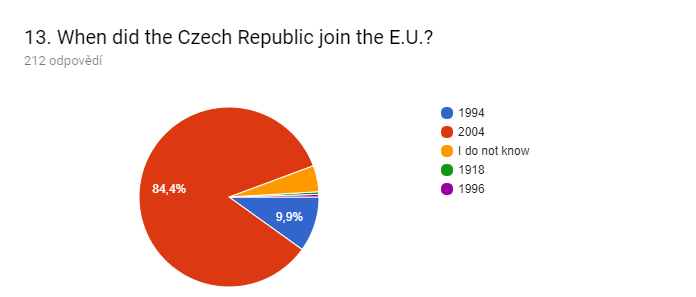 13. When did the Czech Republic join the E.U.?
212 odpovědí
1994
2004
I do not know
1918
1996
84,4%
9,9%